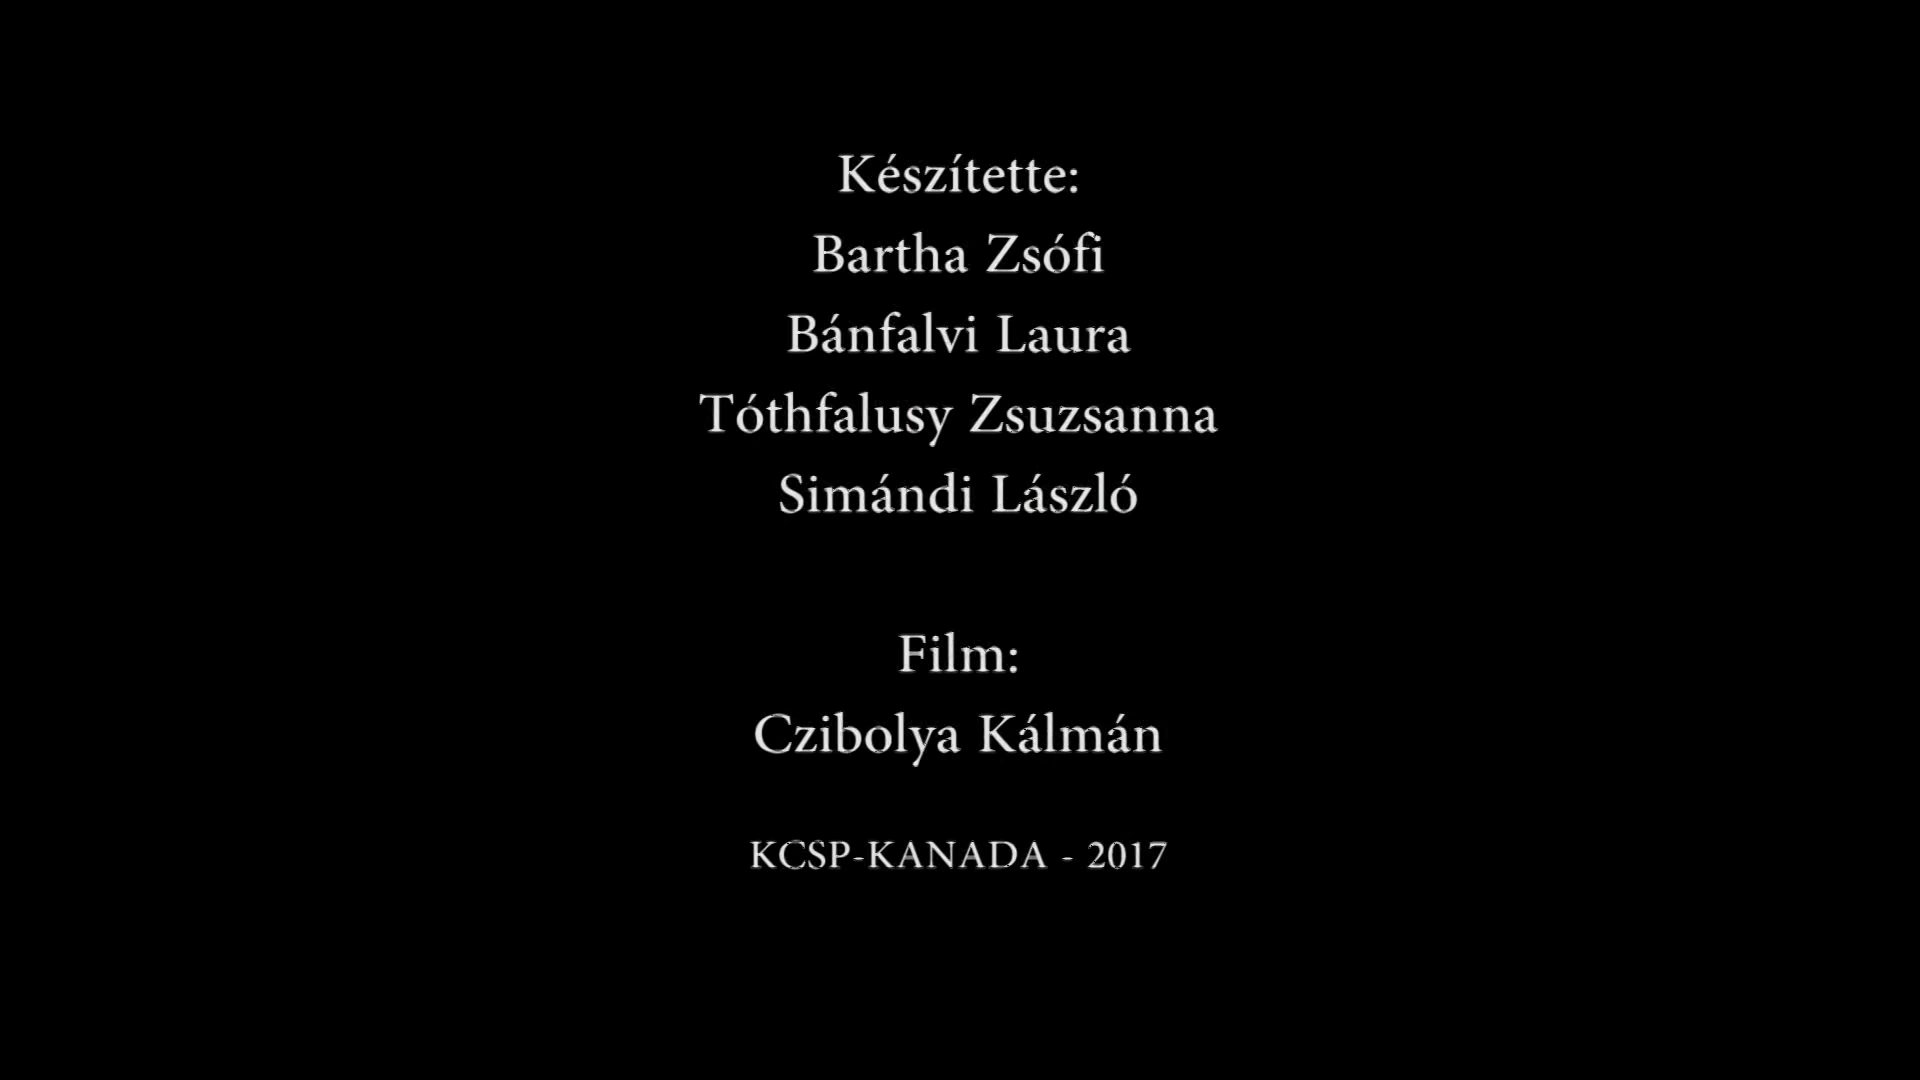 Készítette:
Bartha Zsófi
Bánfalvi Laura
Tóthfalusy Zsuzsanna
Simándi László
Film:
Czibolya Kálmán
KCSP-KANADA - 2017